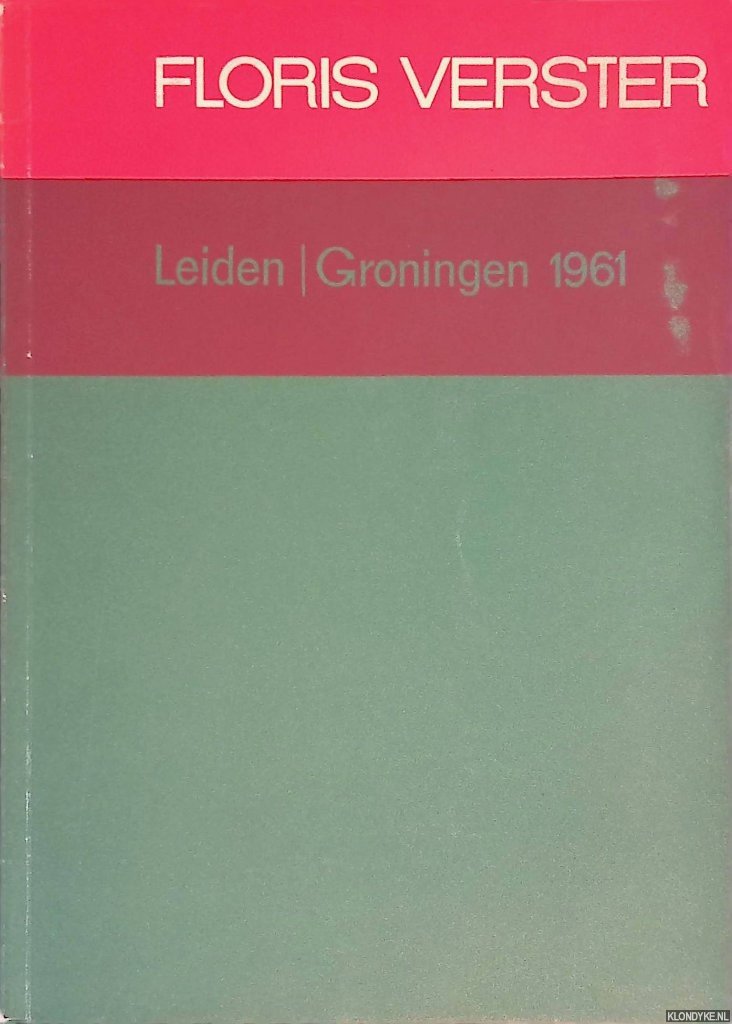 FLORIS VERSTER
Leiden | Groningen 1961
KLONDYKE.NL